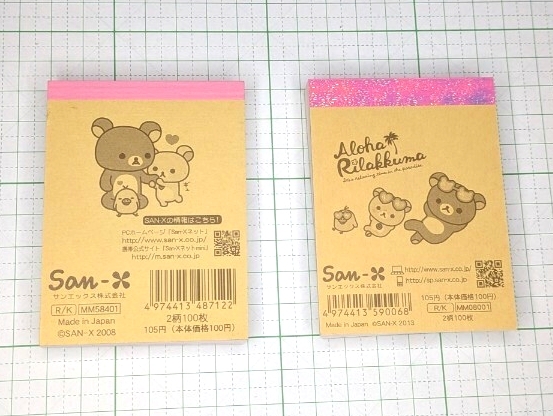 SAN-Xの情報はこちら!
PCホームページ「San-Xネット」
http://www.san-x.co.jp/
携帯公式サイト「San-Xネットmini」
http://m.san-x.co.jp/
San-X
サンエックス株式会社
R/K MM58401
Made in Japan
©SAN-X 2008
4 974413 487122
2柄100枚
105円(本体価格100円)
Aloha
Rilakkuma
San-X
サンエックス株式会社
http://www.san-x.co.jp
http://sp.san-x.co.jp
4 974413 590068
105円(本体価格100円)
R/K MM06001
2柄100枚
Made in Japan ©SAN-X 2013